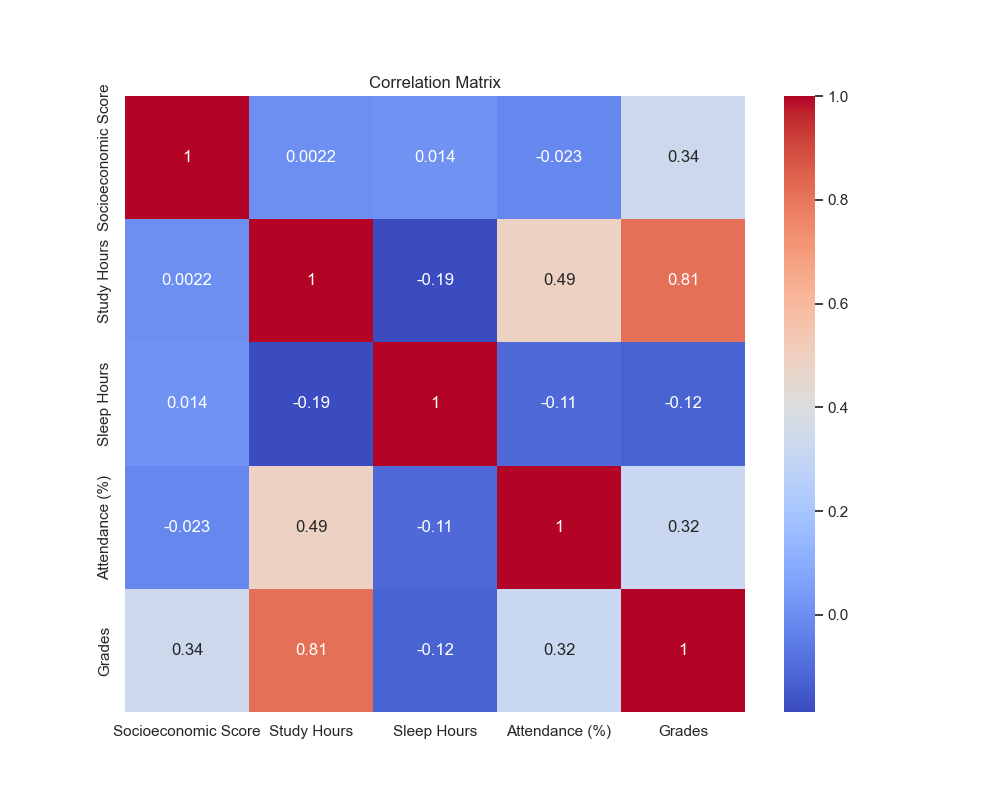 Correlation Matrix
Socioeconomic Score
1
0.0022
0.014
-0.023
0.34
Study Hours
0.0022
1
-0.19
0.49
0.81
Sleep Hours
0.014
-0.19
1
-0.11
-0.12
Attendance (%)
-0.023
0.49
-0.11
1
0.32
Grades
0.34
0.81
-0.12
0.32
1
Socioeconomic Score
Study Hours
Sleep Hours
Attendance (%)
Grades
1.0
0.8
0.6
0.4
0.2
0.0